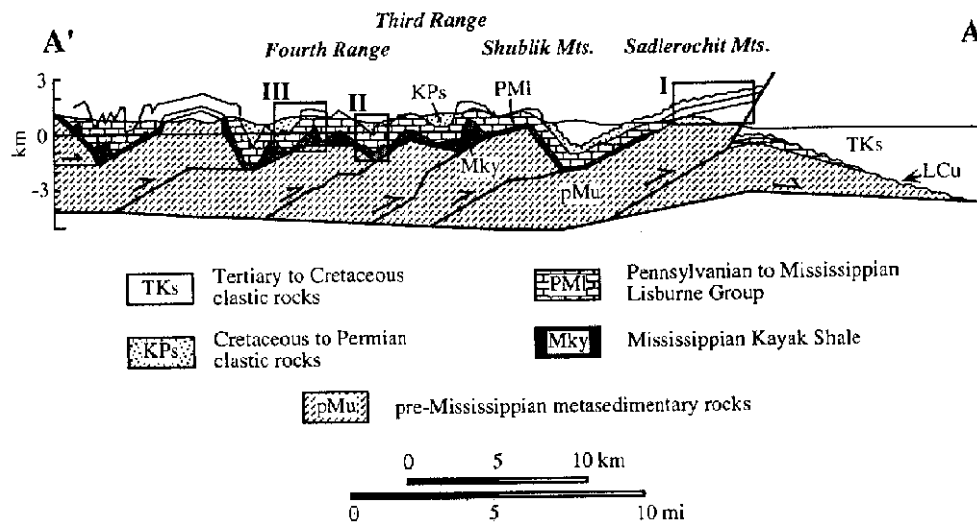 Third Range
A' Fourth Range Shublik Mts. Sadlerochit Mts. A
3 III II KPs PMl I
km 0 TKs
Mky LCu
-3 pMu
TKs Tertiary to Cretaceous clastic rocks
PMl Pennsylvanian to Mississippian Lisburne Group
KPs Cretaceous to Permian clastic rocks
Mky Mississippian Kayak Shale
pMu pre-Mississippian metasedimentary rocks
0 5 10 km
0 5 10 mi